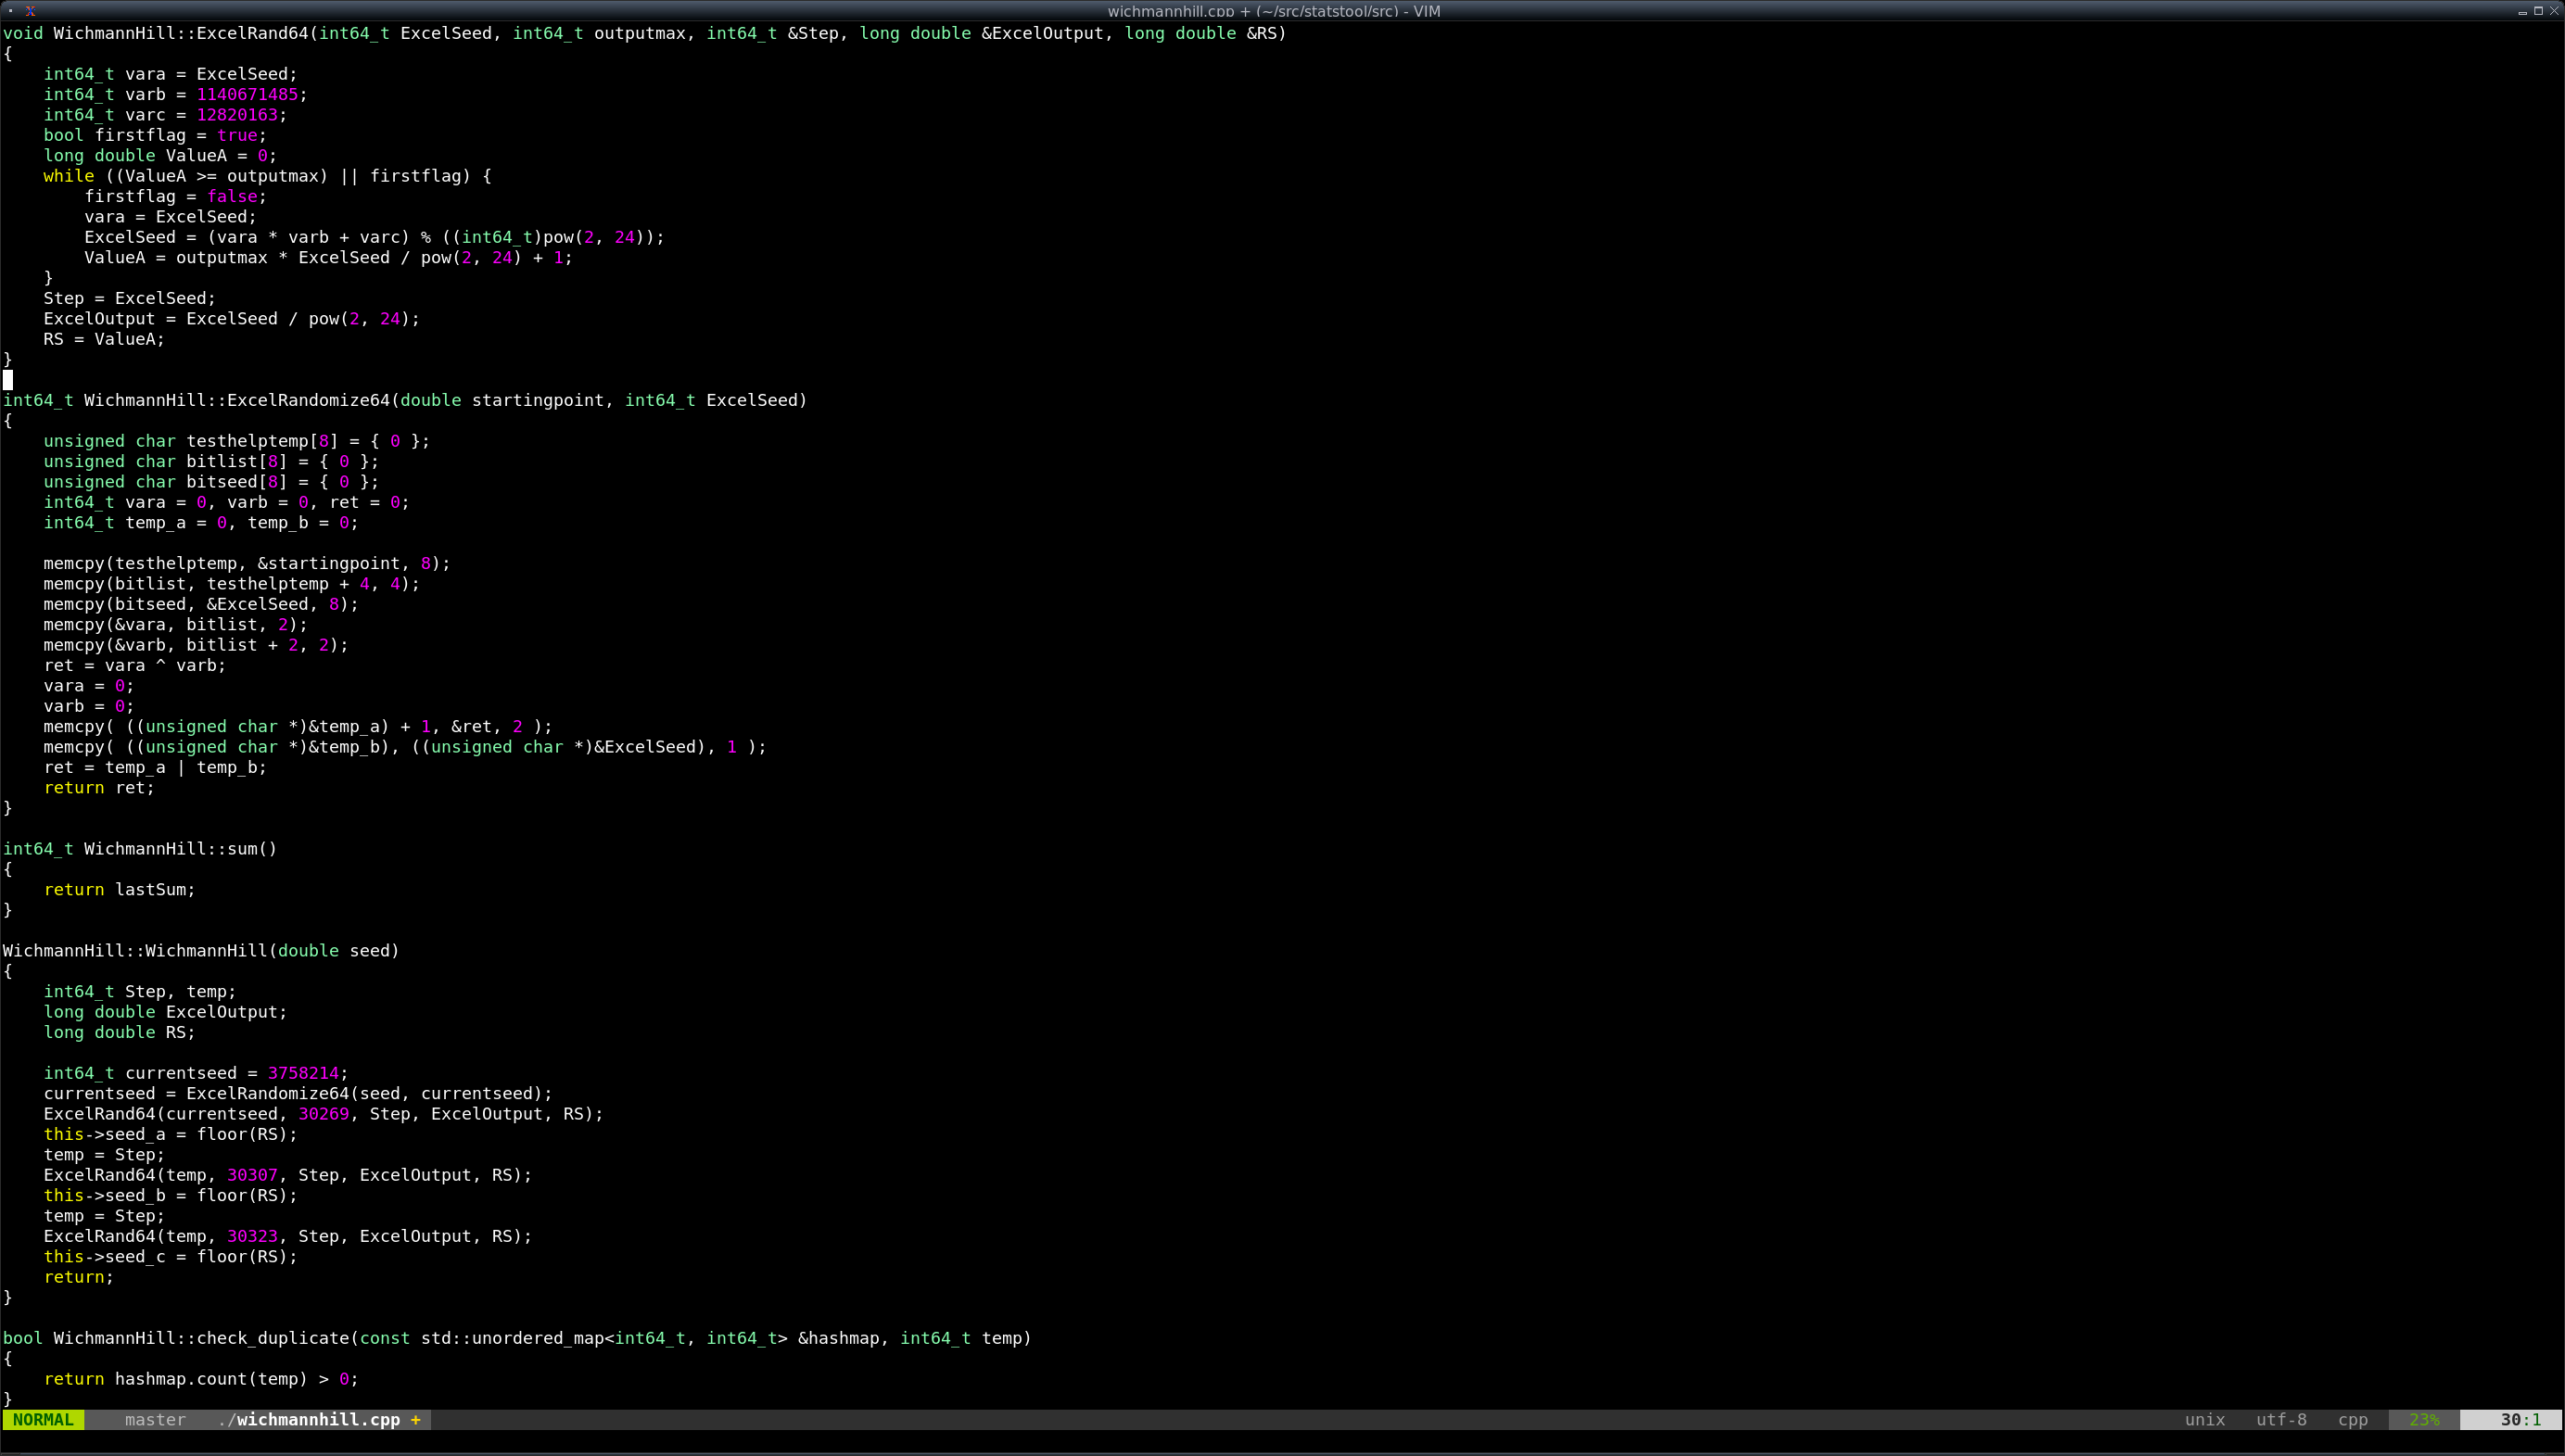 wichmannhill.cpp + (~/src/statstool/src) - VIM
void WichmannHill::ExcelRand64(int64_t ExcelSeed, int64_t outputmax, int64_t &Step, long double &ExcelOutput, long double &RS)
{
    int64_t vara = ExcelSeed;
    int64_t varb = 1140671485;
    int64_t varc = 12820163;
    bool firstflag = true;
    long double ValueA = 0;
    while ((ValueA >= outputmax) || firstflag) {
        firstflag = false;
        vara = ExcelSeed;
        ExcelSeed = (vara * varb + varc) % ((int64_t)pow(2, 24));
        ValueA = outputmax * ExcelSeed / pow(2, 24) + 1;
    }
    Step = ExcelSeed;
    ExcelOutput = ExcelSeed / pow(2, 24);
    RS = ValueA;
}
int64_t WichmannHill::ExcelRandomize64(double startingpoint, int64_t ExcelSeed)
{
    unsigned char testhelptemp[8] = { 0 };
    unsigned char bitlist[8] = { 0 };
    unsigned char bitseed[8] = { 0 };
    int64_t vara = 0, varb = 0, ret = 0;
    int64_t temp_a = 0, temp_b = 0;
    memcpy(testhelptemp, &startingpoint, 8);
    memcpy(bitlist, testhelptemp + 4, 4);
    memcpy(bitseed, &ExcelSeed, 8);
    memcpy(&vara, bitlist, 2);
    memcpy(&varb, bitlist + 2, 2);
    ret = vara ^ varb;
    vara = 0;
    varb = 0;
    memcpy( ((unsigned char *)&temp_a) + 1, &ret, 2 );
    memcpy( ((unsigned char *)&temp_b), ((unsigned char *)&ExcelSeed), 1 );
    ret = temp_a | temp_b;
    return ret;
}
int64_t WichmannHill::sum()
{
    return lastSum;
}
WichmannHill::WichmannHill(double seed)
{
    int64_t Step, temp;
    long double ExcelOutput;
    long double RS;
    int64_t currentseed = 3758214;
    currentseed = ExcelRandomize64(seed, currentseed);
    ExcelRand64(currentseed, 30269, Step, ExcelOutput, RS);
    this->seed_a = floor(RS);
    temp = Step;
    ExcelRand64(temp, 30307, Step, ExcelOutput, RS);
    this->seed_b = floor(RS);
    temp = Step;
    ExcelRand64(temp, 30323, Step, ExcelOutput, RS);
    this->seed_c = floor(RS);
    return;
}
bool WichmannHill::check_duplicate(const std::unordered_map<int64_t, int64_t> &hashmap, int64_t temp)
{
    return hashmap.count(temp) > 0;
}
NORMAL master ./wichmannhill.cpp + unix utf-8 cpp 23% 30:1